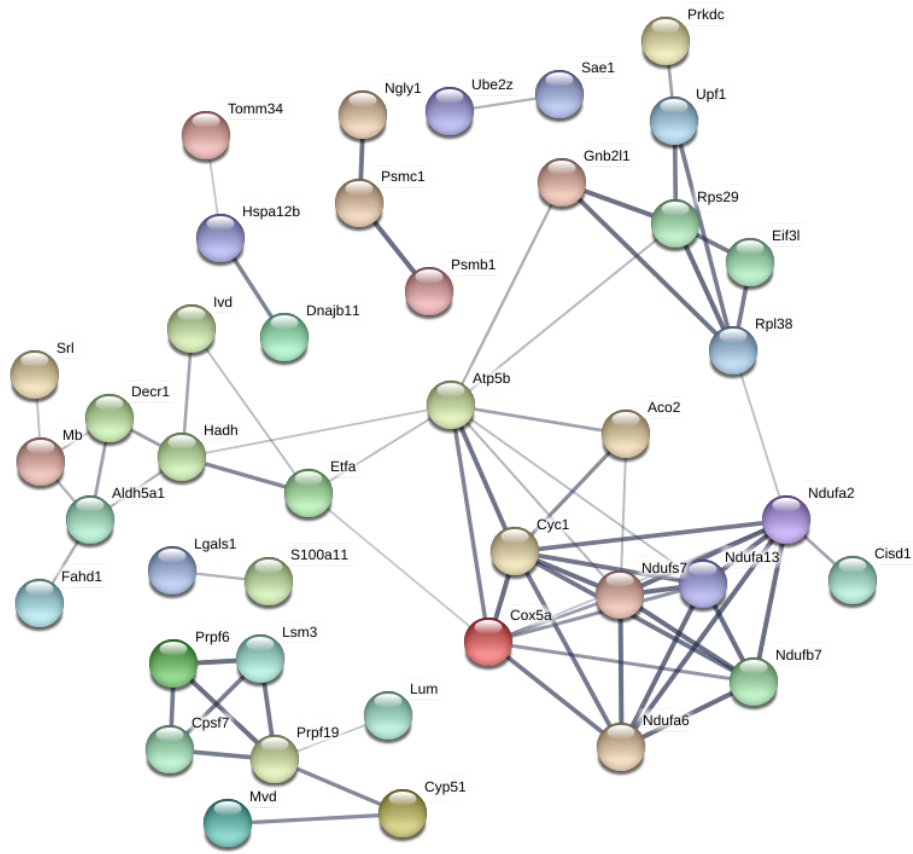 Prkdc
Sae1
Ngly1
Ube2z
Upf1
Tomm34
Gnb2l1
Psmc1
Rps29
Hspa12b
Eif3l
Psmb1
Ivd
Dnajb11
Rpl38
Srl
Atp5b
Decr1
Aco2
Mb
Hadh
Etfa
Aldh5a1
Ndufa2
Cyc1
Lgals1
S100a11
Ndufs7
Ndufa13
Cisd1
Fahd1
Cox5a
Prpf6
Lsm3
Ndufb7
Lum
Cpsf7
Prpf19
Ndufa6
Mvd
Cyp51